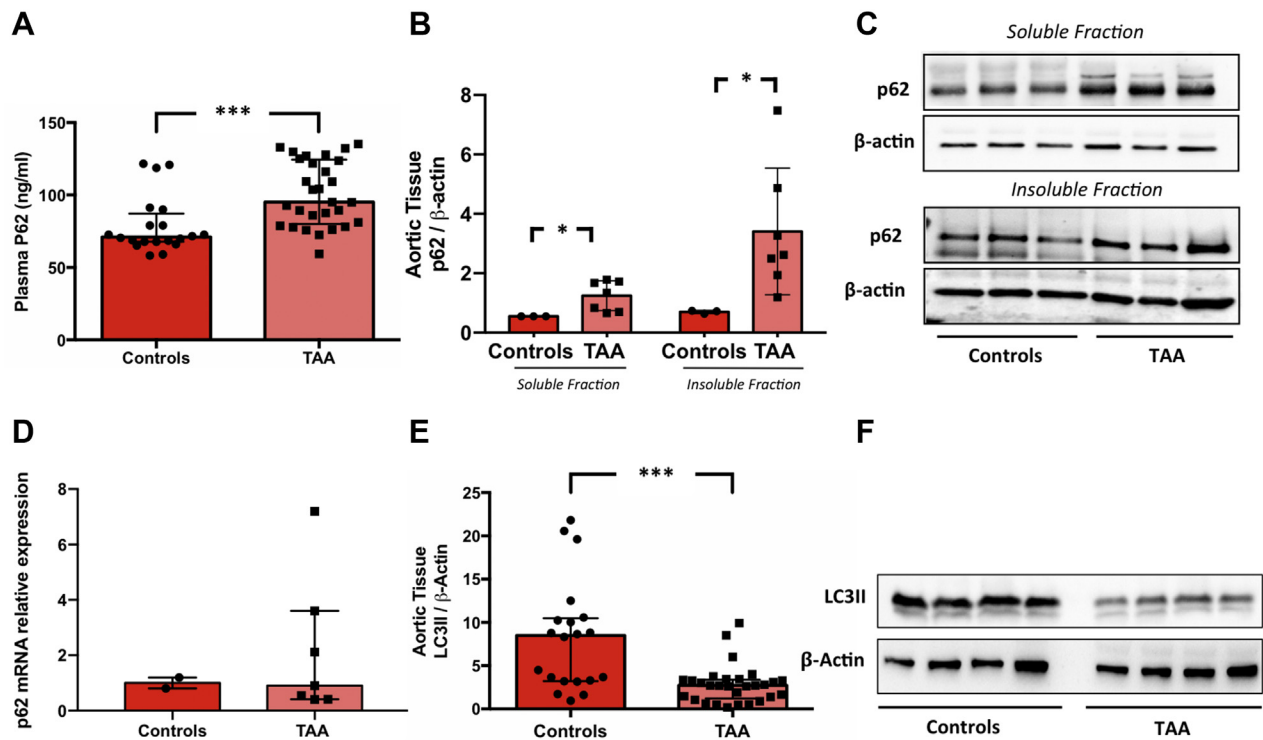 A
Plasma P62 (ng/ml)
150
100
50
0
***
Controls
TAA
B
Aortic Tissue
p62 / β-actin
8
6
4
2
0
*
*
Controls TAA
Controls TAA
Soluble Fraction
Insoluble Fraction
C
Soluble Fraction
p62
β-actin
Insoluble Fraction
p62
β-actin
Controls
TAA
D
p62 mRNA relative expression
8
6
4
2
0
Controls
TAA
E
Aortic Tissue
LC3II / β-Actin
25
20
15
10
5
0
***
Controls
TAA
F
LC3II
β-Actin
Controls
TAA